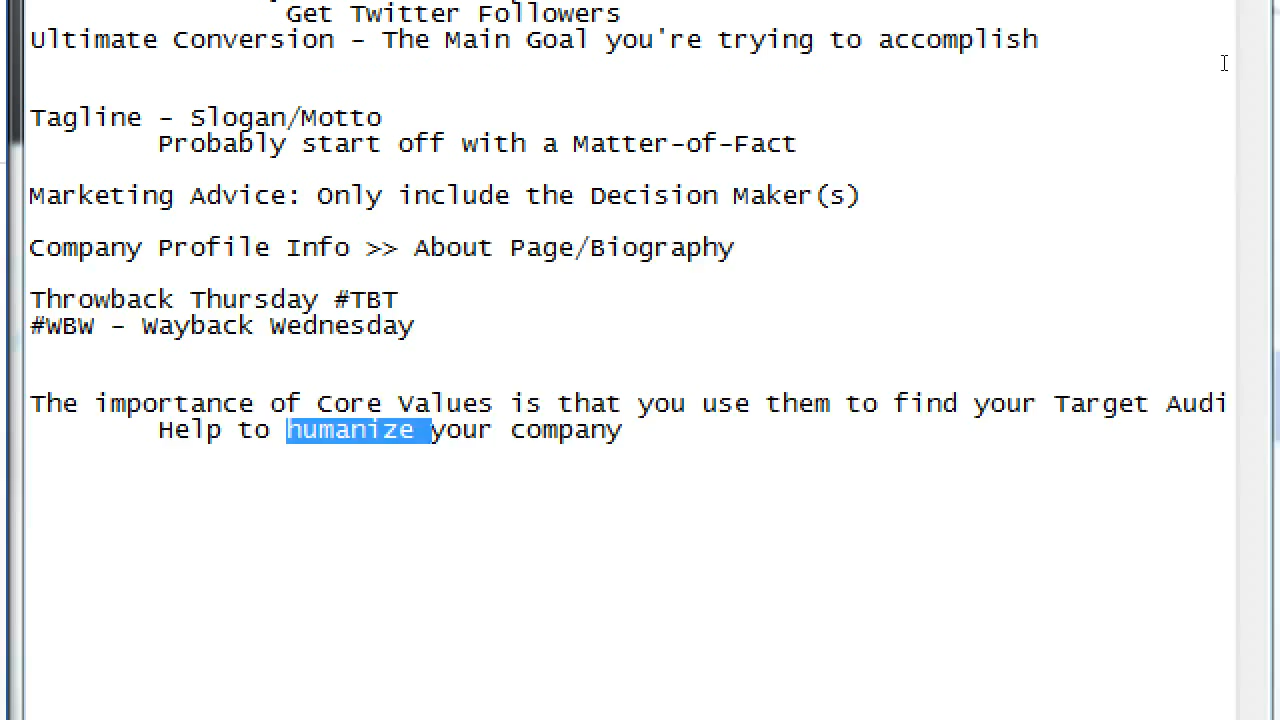 Get Twitter Followers
Ultimate Conversion - The Main Goal you're trying to accomplish
Tagline - Slogan/Motto
Probably start off with a Matter-of-Fact
Marketing Advice: Only include the Decision Maker(s)
Company Profile Info >> About Page/Biography
Throwback Thursday #TBT
#WBW - Wayback Wednesday
The importance of Core Values is that you use them to find your Target Audi
Help to humanize your company